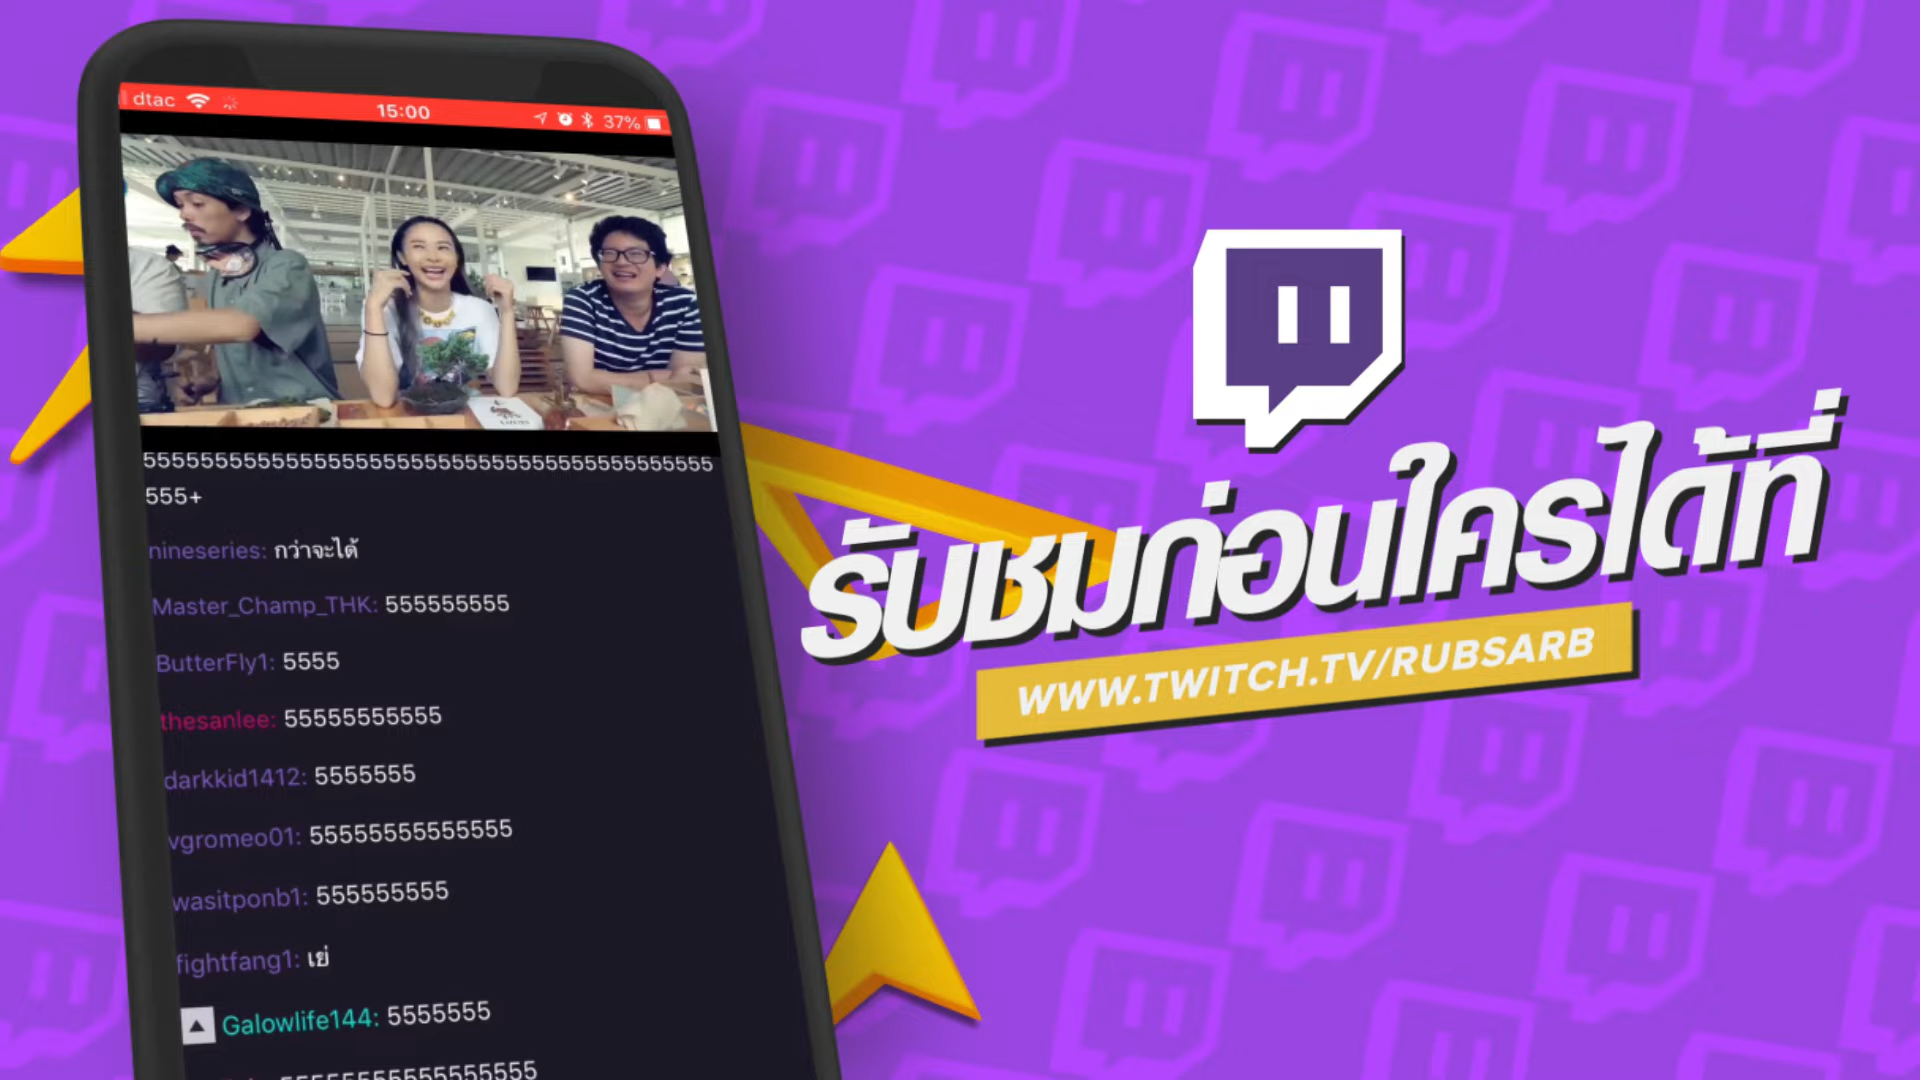 dtac
15:00
37%
5555555555555555555555555555555555555555
555+
nineseries: กว่าจะได้
Master_Champ_THK: 555555555
ButterFly1: 5555
thesanlee: 55555555555
darkkid1412: 5555555
vgromeo01: 55555555555555
wasitponb1: 555555555
fightfang1: เย่
Galowlife144: 5555555
รับชมก่อนใครได้ที่
WWW.TWITCH.TV/RUBSARB